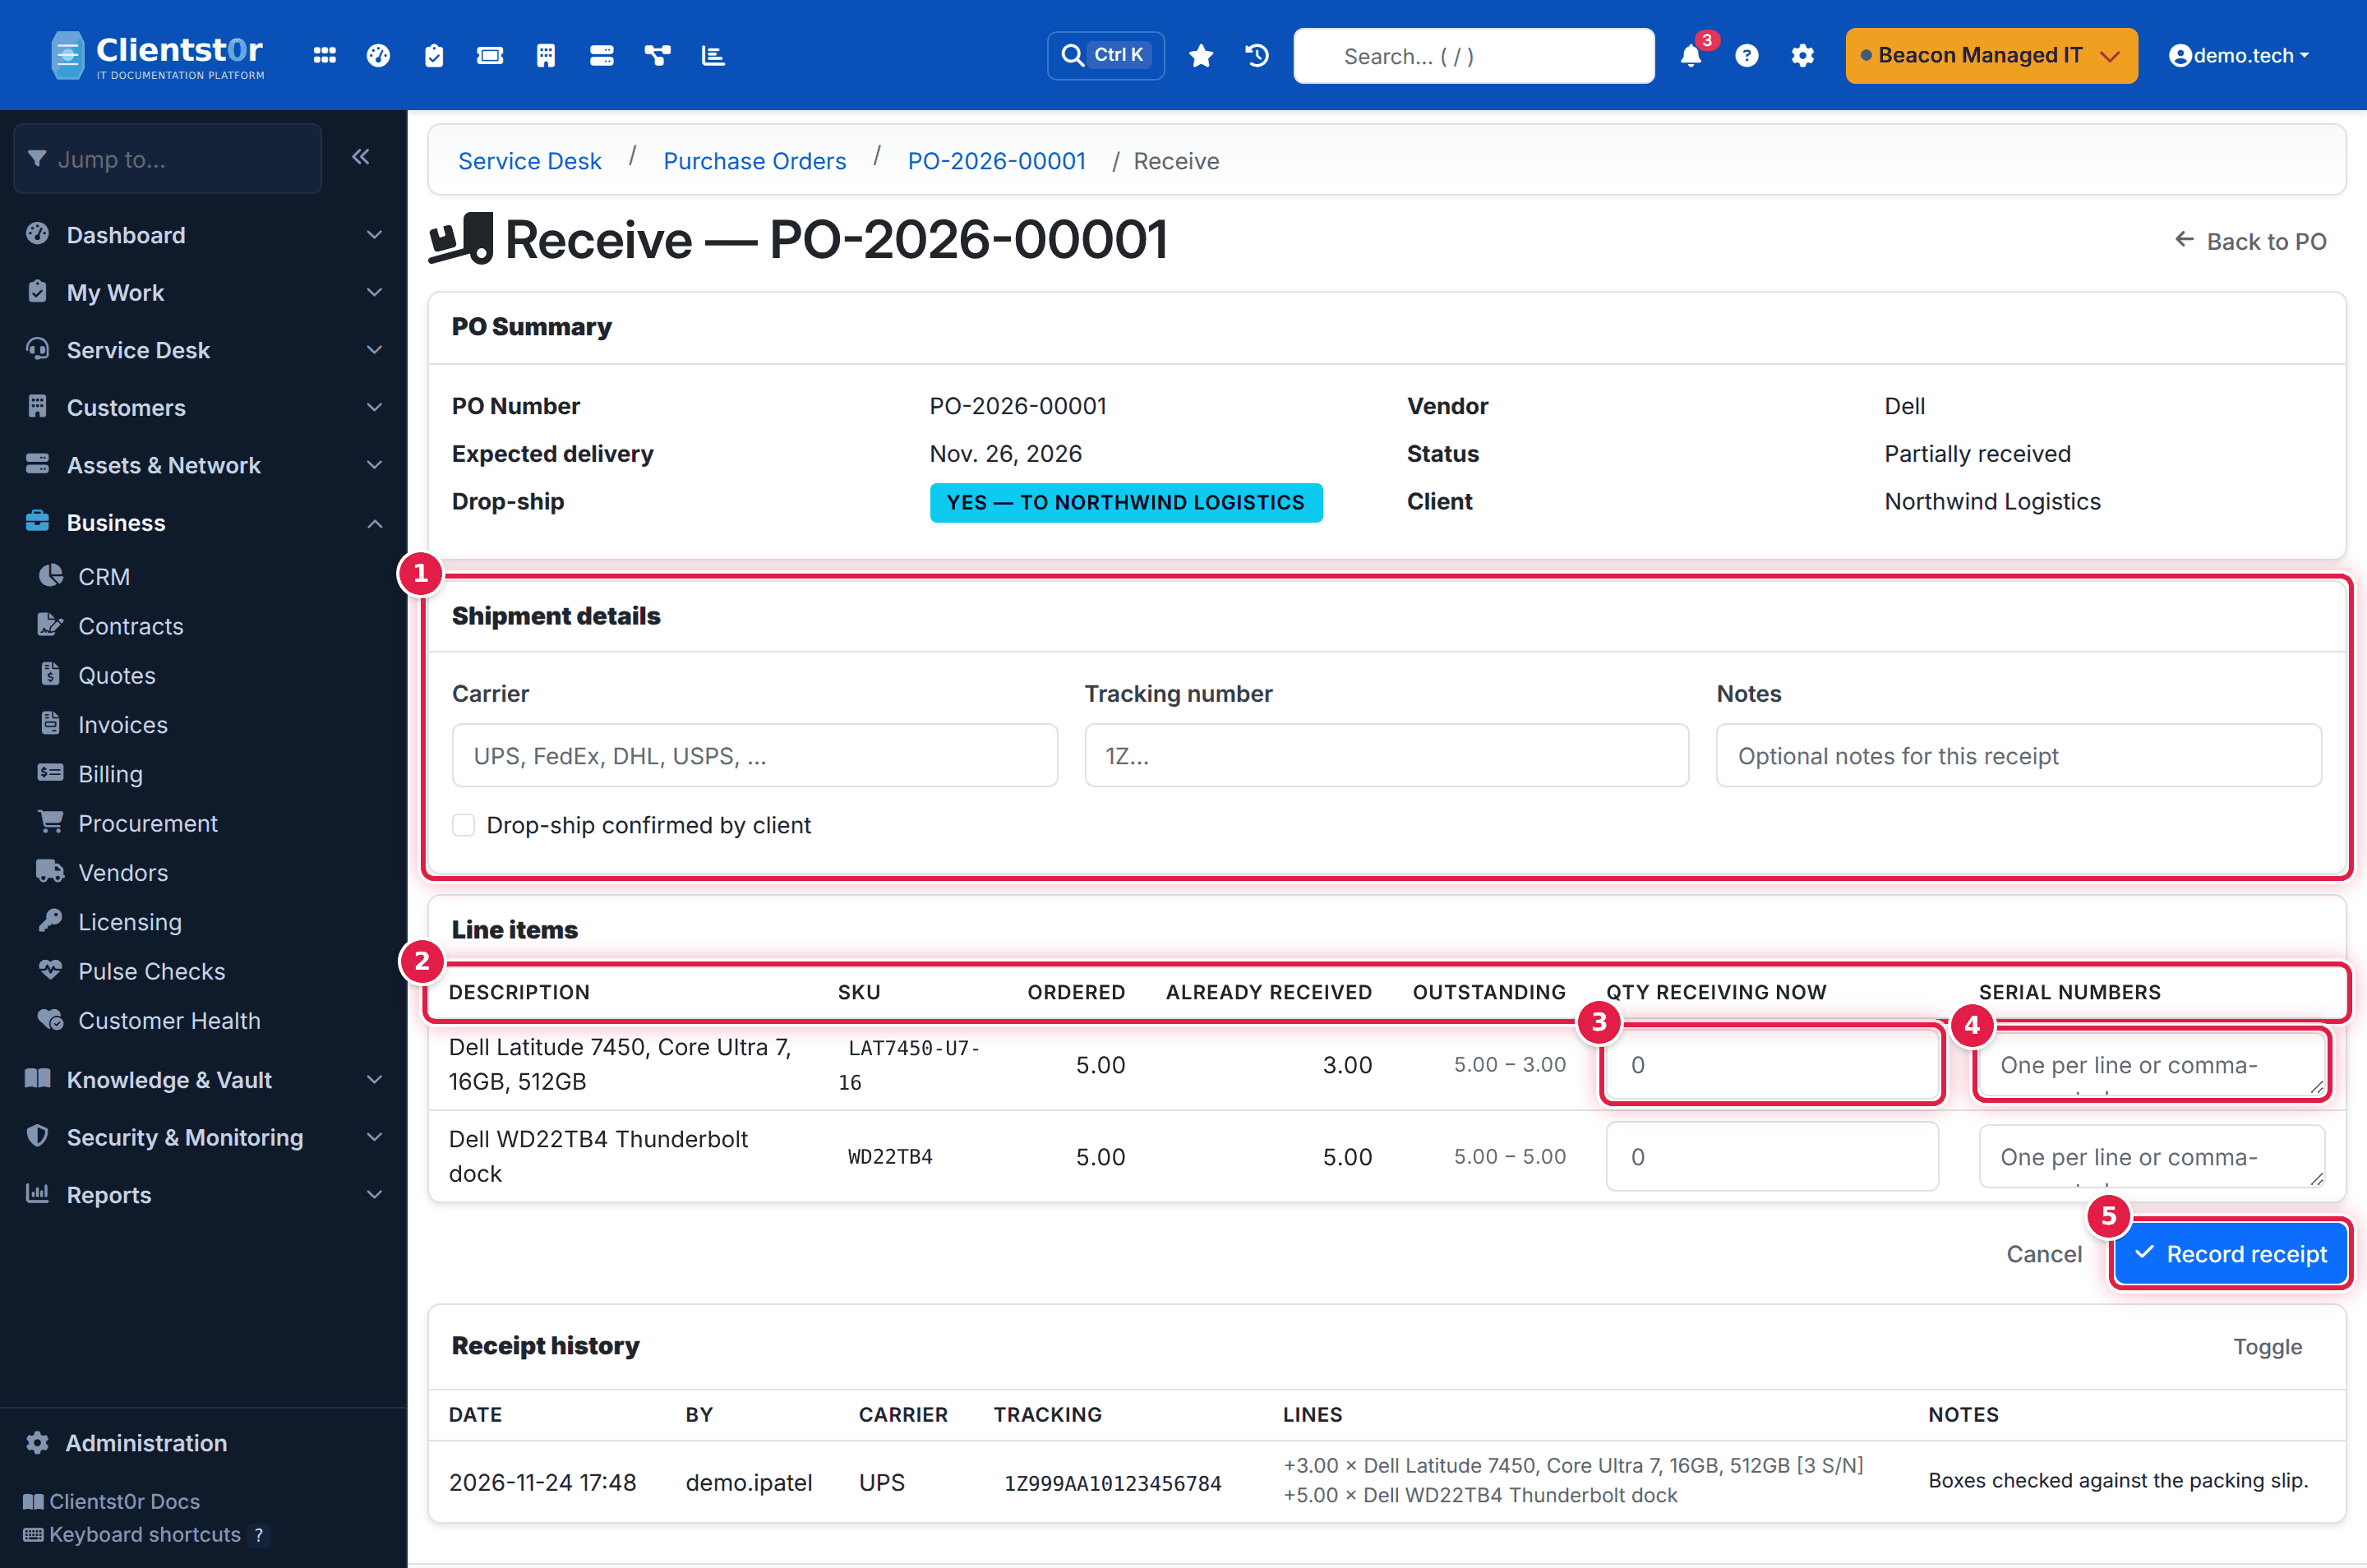 Clientst0r
IT DOCUMENTATION PLATFORM
Ctrl K
Search... ( / )
3
?
Beacon Managed IT
demo.tech
Jump to...
Dashboard
My Work
Service Desk
Customers
Assets & Network
Business
CRM
Contracts
Quotes
Invoices
Billing
Procurement
Vendors
Licensing
Pulse Checks
Customer Health
Knowledge & Vault
Security & Monitoring
Reports
Administration
Clientst0r Docs
Keyboard shortcuts ?
Service Desk / Purchase Orders / PO-2026-00001 / Receive
Receive — PO-2026-00001
Back to PO
PO Summary
PO Number PO-2026-00001 Vendor Dell
Expected delivery Nov. 26, 2026 Status Partially received
Drop-ship YES — TO NORTHWIND LOGISTICS Client Northwind Logistics
1
Shipment details
Carrier Tracking number Notes
UPS, FedEx, DHL, USPS, ... 1Z... Optional notes for this receipt
Drop-ship confirmed by client
Line items
2
DESCRIPTION SKU ORDERED ALREADY RECEIVED OUTSTANDING QTY RECEIVING NOW SERIAL NUMBERS
3 4
Dell Latitude 7450, Core Ultra 7, LAT7450-U7-
16GB, 512GB 16 5.00 3.00 5.00 − 3.00 0 One per line or comma-
Dell WD22TB4 Thunderbolt
dock WD22TB4 5.00 5.00 5.00 − 5.00 0 One per line or comma-
5
Cancel Record receipt
Receipt history Toggle
DATE BY CARRIER TRACKING LINES NOTES
2026-11-24 17:48 demo.ipatel UPS 1Z999AA10123456784 +3.00 × Dell Latitude 7450, Core Ultra 7, 16GB, 512GB [3 S/N] Boxes checked against the packing slip.
+5.00 × Dell WD22TB4 Thunderbolt dock